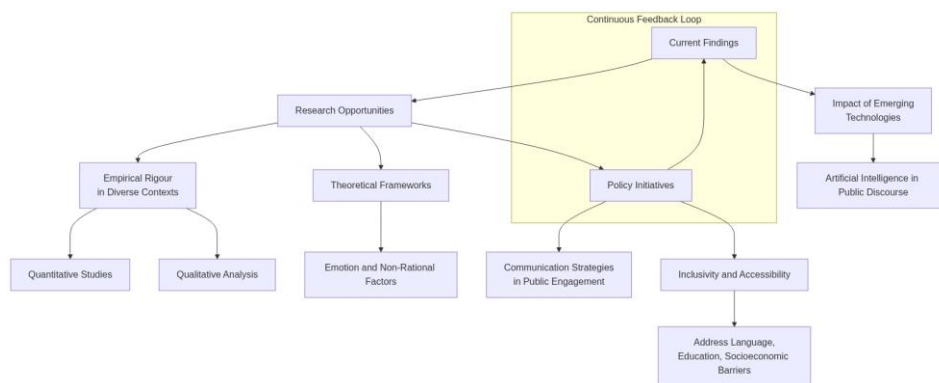 Continuous Feedback Loop
Current Findings
Research Opportunities
Impact of Emerging
Technologies
Empirical Rigour
in Diverse Contexts
Theoretical Frameworks
Policy Initiatives
Artificial Intelligence in
Public Discourse
Quantitative Studies
Qualitative Analysis
Emotion and Non-Rational
Factors
Communication Strategies
in Public Engagement
Inclusivity and Accessibility
Address Language,
Education, Socioeconomic
Barriers